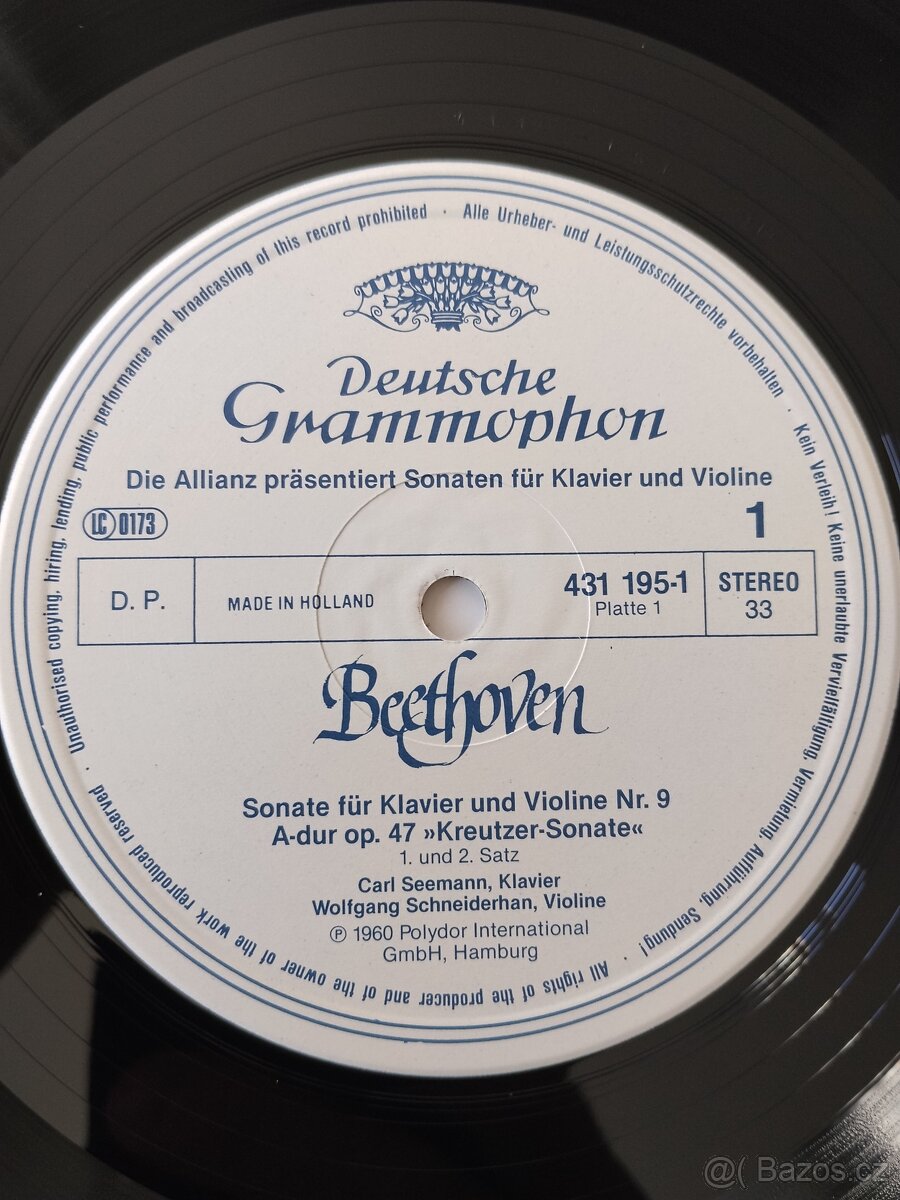 Unauthorised copying, hiring, lending, public performance and broadcasting of this record prohibited · Alle Urheber- und Leistungsschutzrechte vorbehalten · Kein Verleih! Keine unerlaubte Vervielfältigung, Vermietung, Aufführung, Sendung! · All rights of the producer and of the owner of the work reproduced reserved ·
Deutsche
Grammophon
Die Allianz präsentiert Sonaten für Klavier und Violine
LC 0173
1
D. P.
MADE IN HOLLAND
431 195-1
Platte 1
STEREO
33
Beethoven
Sonate für Klavier und Violine Nr. 9
A-dur op. 47 »Kreutzer-Sonate«
1. und 2. Satz
Carl Seemann, Klavier
Wolfgang Schneiderhan, Violine
℗ 1960 Polydor International
GmbH, Hamburg
@( Bazos.cz